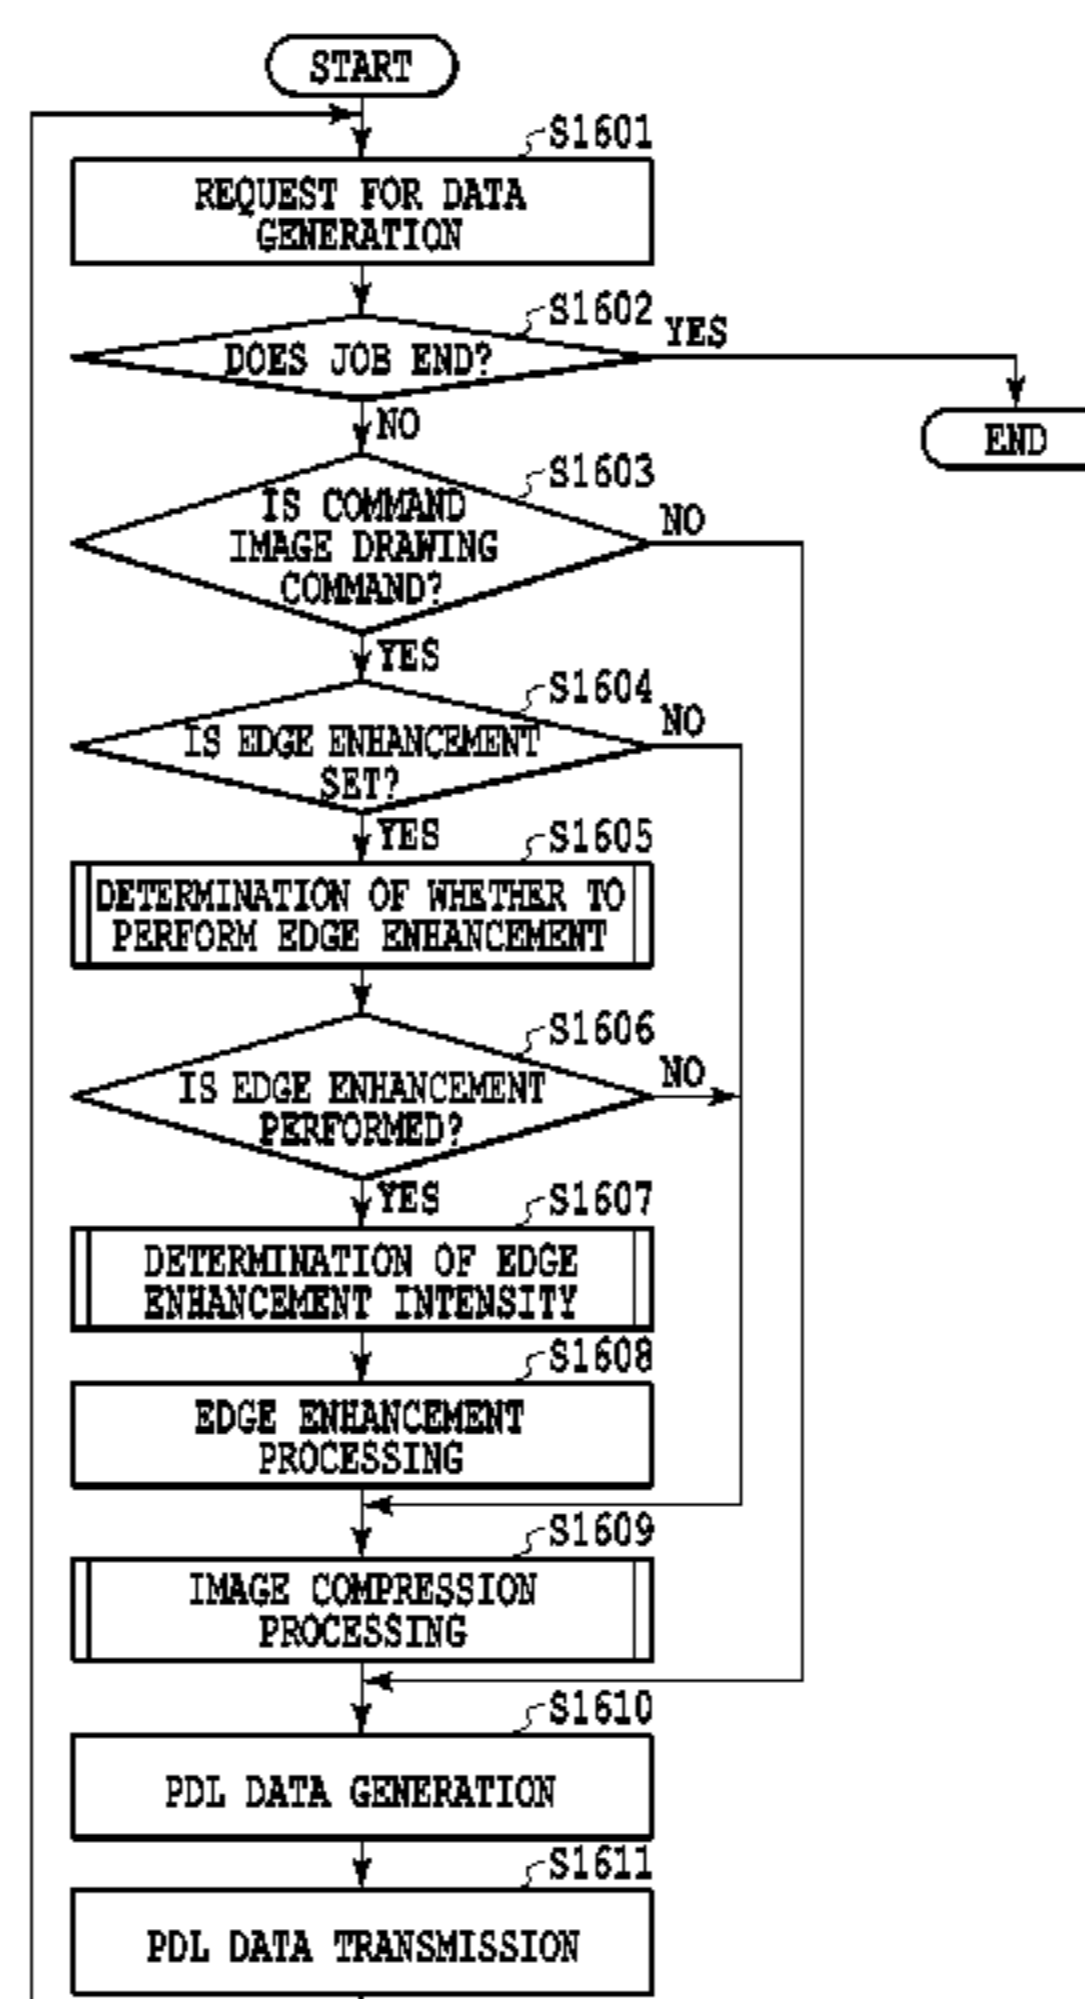 START
S1601
REQUEST FOR DATA
GENERATION
S1602
DOES JOB END?
YES
END
NO
S1603
IS COMMAND
IMAGE DRAWING
COMMAND?
NO
YES
S1604
IS EDGE ENHANCEMENT
SET?
NO
YES
S1605
DETERMINATION OF WHETHER TO
PERFORM EDGE ENHANCEMENT
S1606
IS EDGE ENHANCEMENT
PERFORMED?
NO
YES
S1607
DETERMINATION OF EDGE
ENHANCEMENT INTENSITY
S1608
EDGE ENHANCEMENT
PROCESSING
S1609
IMAGE COMPRESSION
PROCESSING
S1610
PDL DATA GENERATION
S1611
PDL DATA TRANSMISSION